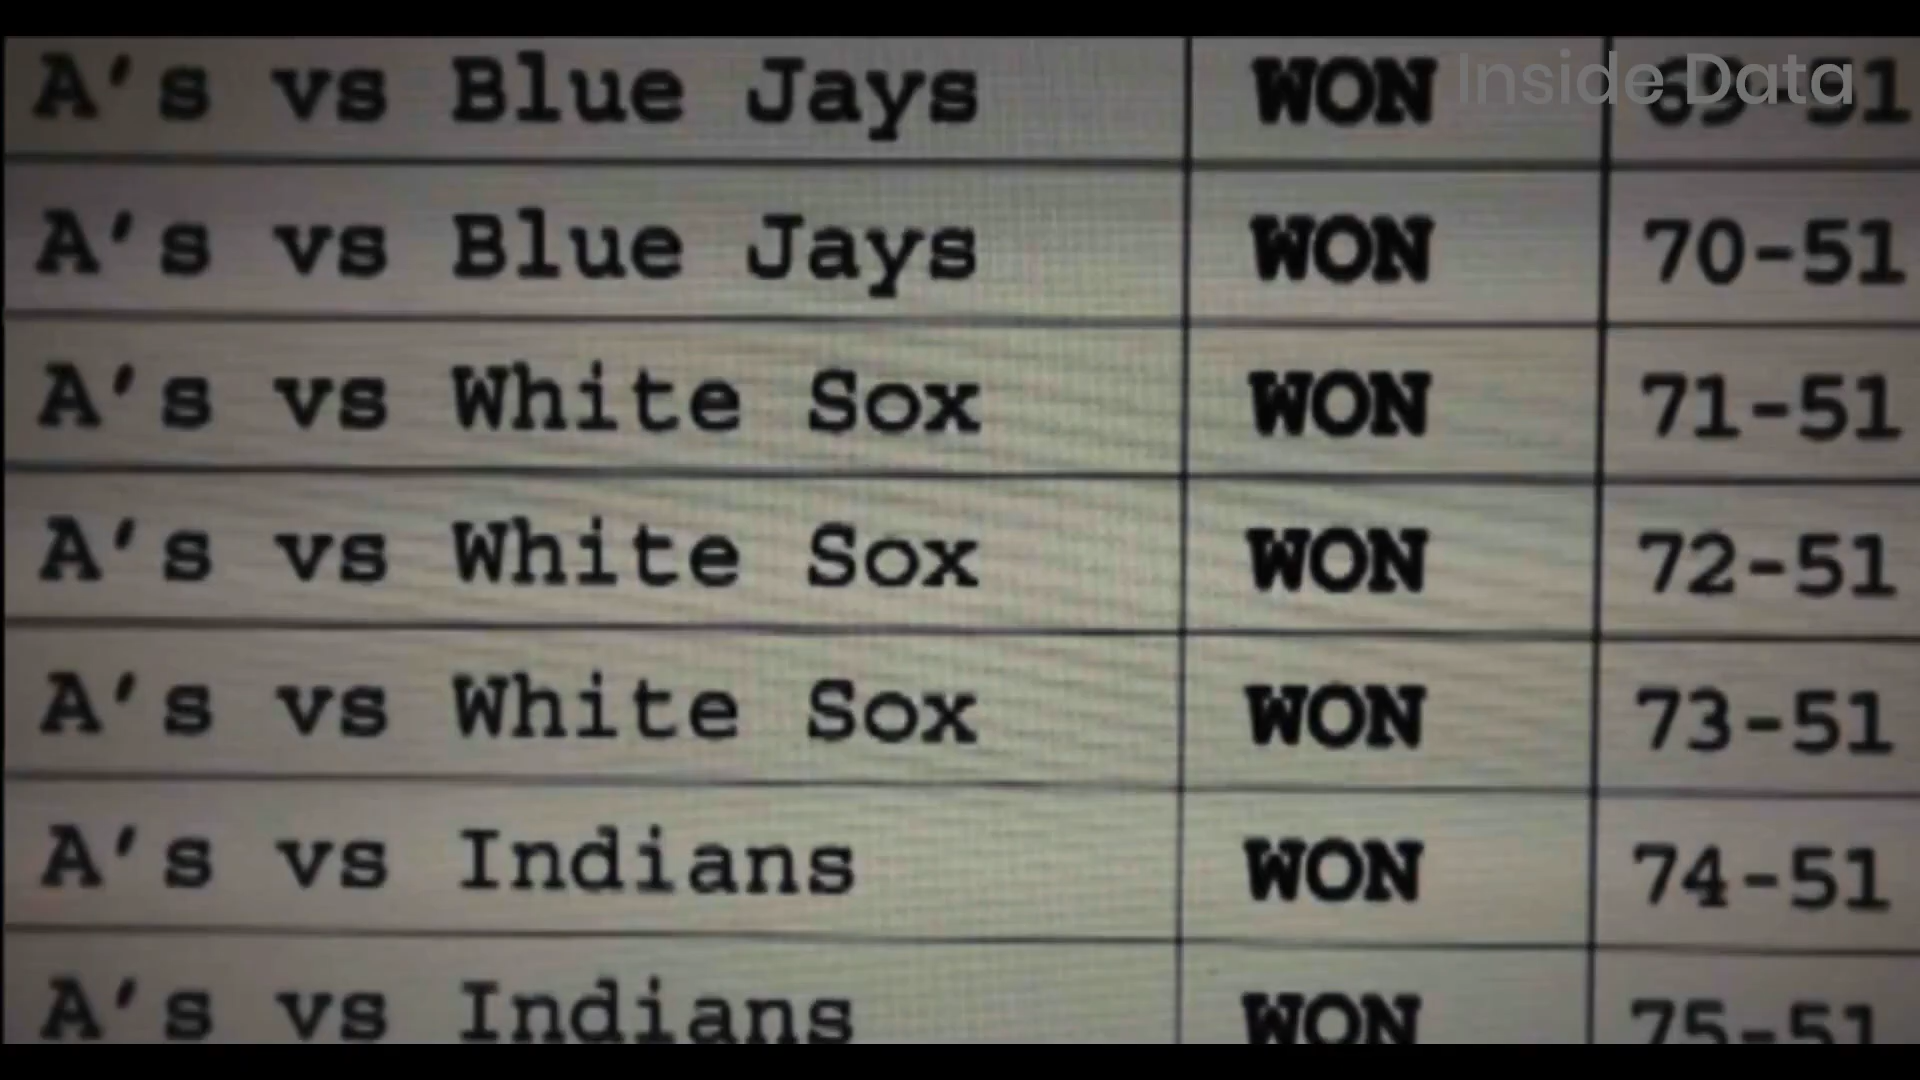 A's vs Blue Jays WON 69-51
Inside Data
A's vs Blue Jays WON 70-51
A's vs White Sox WON 71-51
A's vs White Sox WON 72-51
A's vs White Sox WON 73-51
A's vs Indians WON 74-51
A's vs Indians WON 75-51